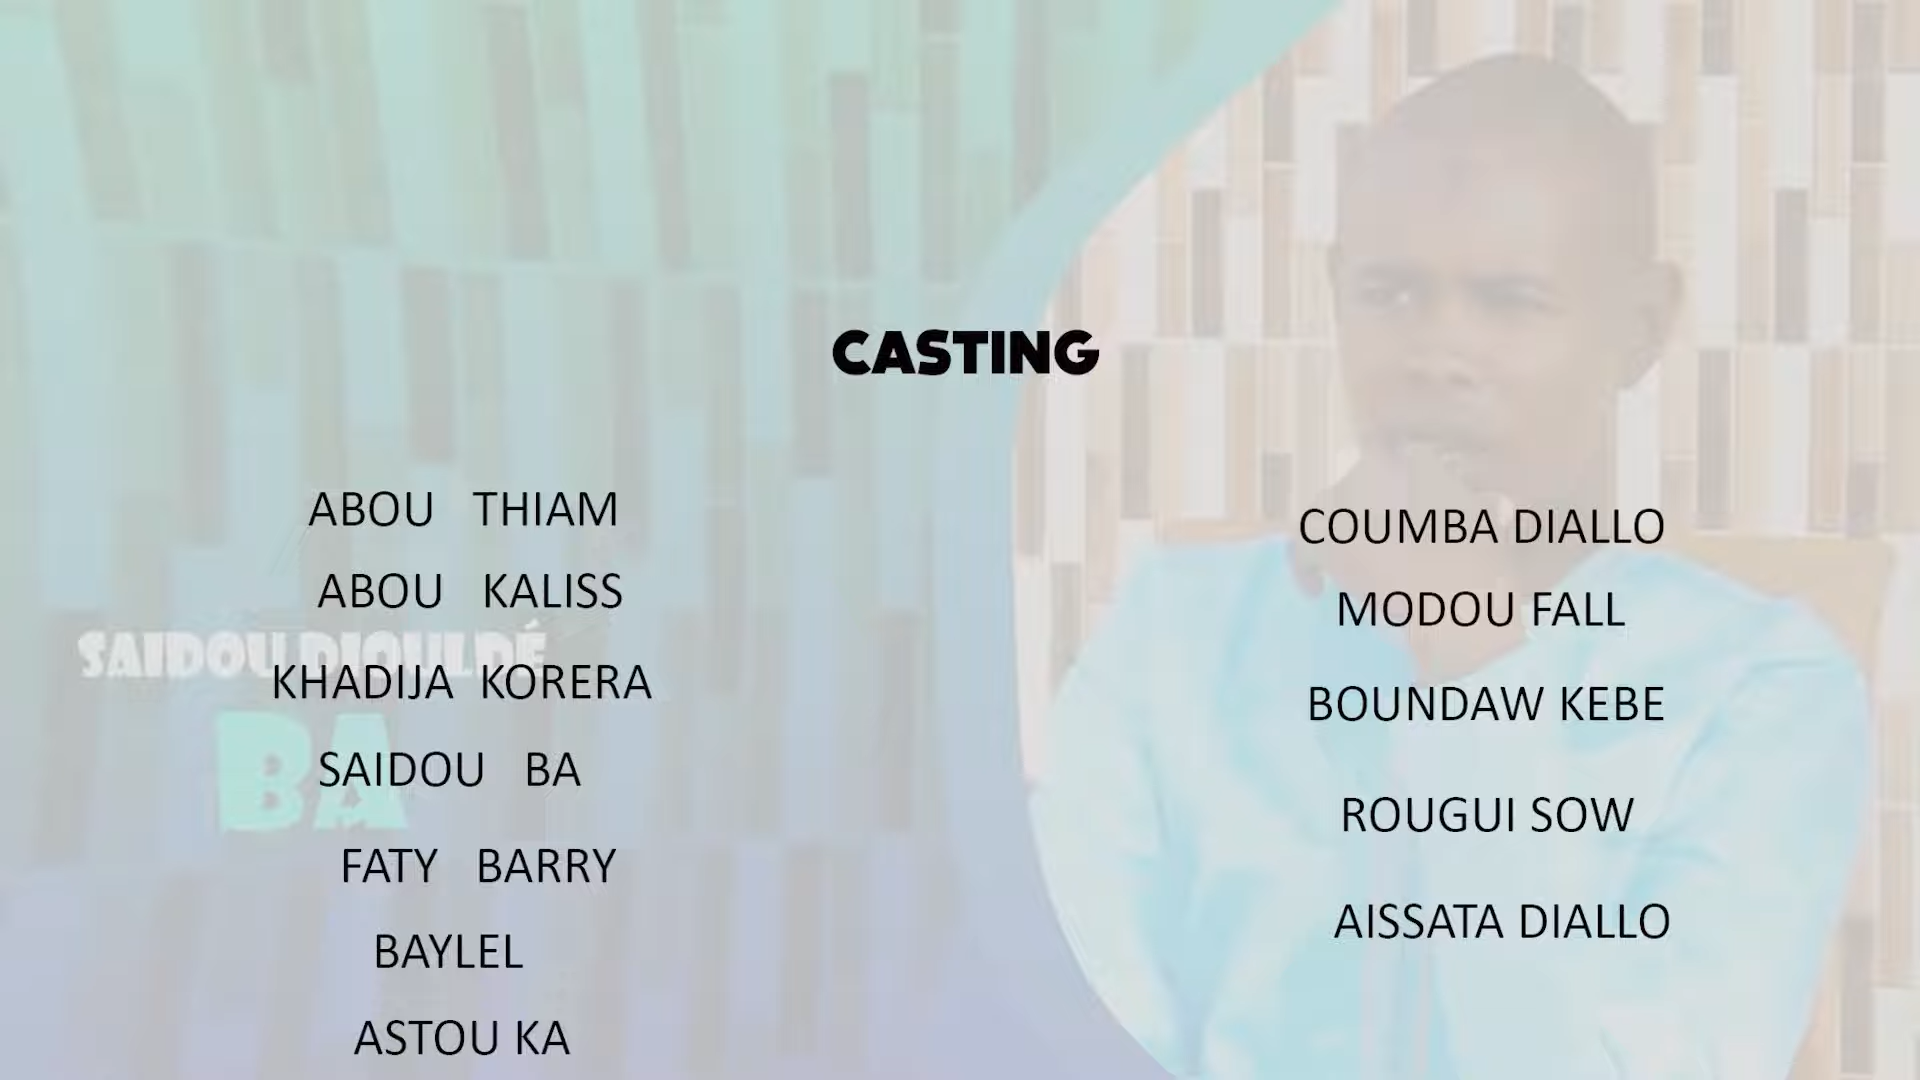 CASTING
ABOU THIAM
ABOU KALISS
SAIDOU DIOULDÉ
KHADIJA KORERA
BA
SAIDOU BA
FATY BARRY
BAYLEL
ASTOU KA
COUMBA DIALLO
MODOU FALL
BOUNDAW KEBE
ROUGUI SOW
AISSATA DIALLO